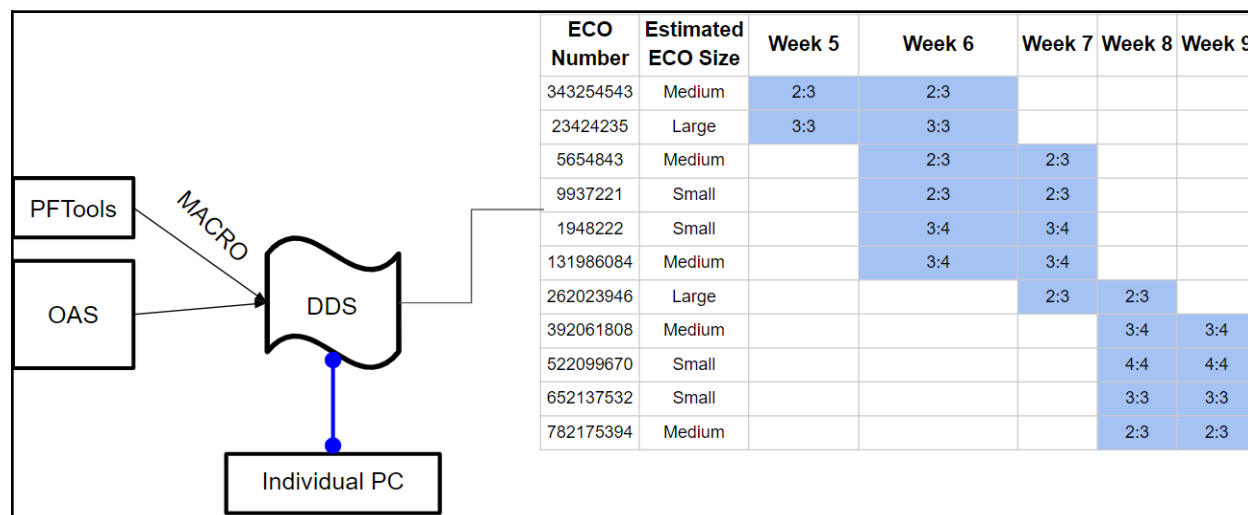 PFTools
OAS
MACRO
DDS
Individual PC
ECO Number Estimated ECO Size Week 5 Week 6 Week 7 Week 8 Week 9
343254543 Medium 2:3 2:3
23424235 Large 3:3 3:3
5654843 Medium 2:3 2:3
9937221 Small 2:3 2:3
1948222 Small 3:4 3:4
131986084 Medium 3:4 3:4
262023946 Large 2:3 2:3
392061808 Medium 3:4 3:4
522099670 Small 4:4 4:4
652137532 Small 3:3 3:3
782175394 Medium 2:3 2:3